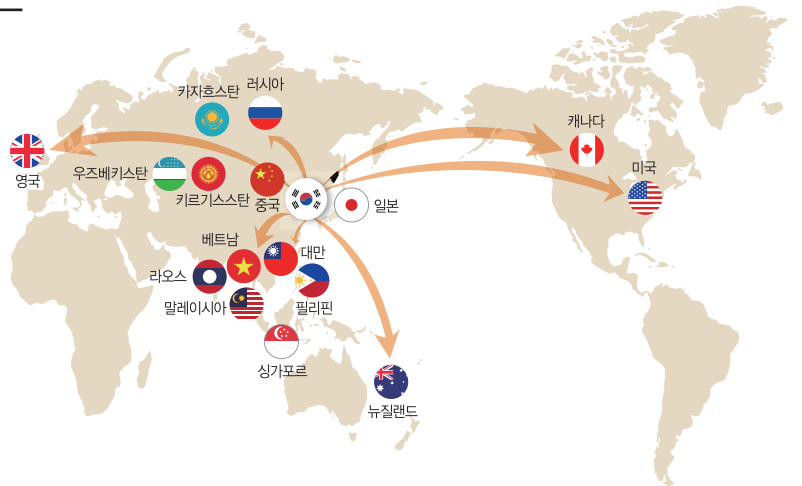 카자흐스탄
러시아
캐나다
미국
영국
우즈베키스탄
키르기스스탄
중국
일본
베트남
대만
라오스
말레이시아
필리핀
싱가포르
뉴질랜드